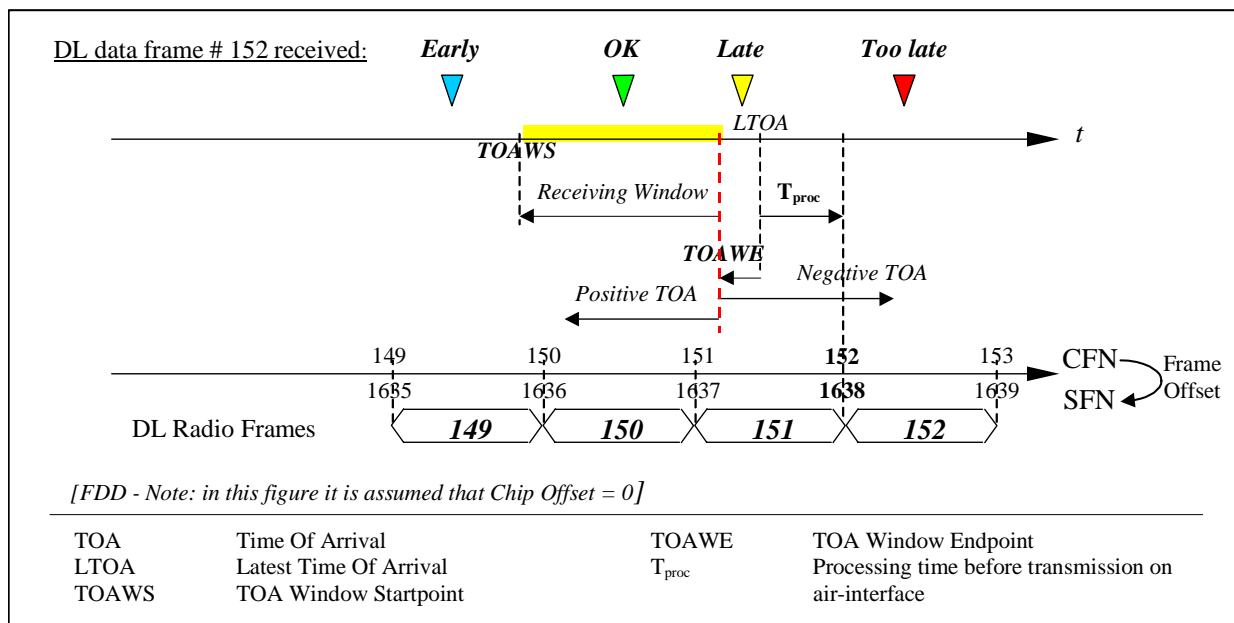 DL data frame # 152 received:
Early OK Late Too late
LTOA
t
TOAWS
Receiving Window
Tproc
TOAWE
Negative TOA
Positive TOA
149 150 151 152 153
CFN
Frame
Offset
1635 1636 1637 1638 1639
SFN
DL Radio Frames 149 150 151 152
[FDD - Note: in this figure it is assumed that Chip Offset = 0]
TOA Time Of Arrival TOAWE TOA Window Endpoint
LTOA Latest Time Of Arrival Tproc Processing time before transmission on
TOAWS TOA Window Startpoint air-interface